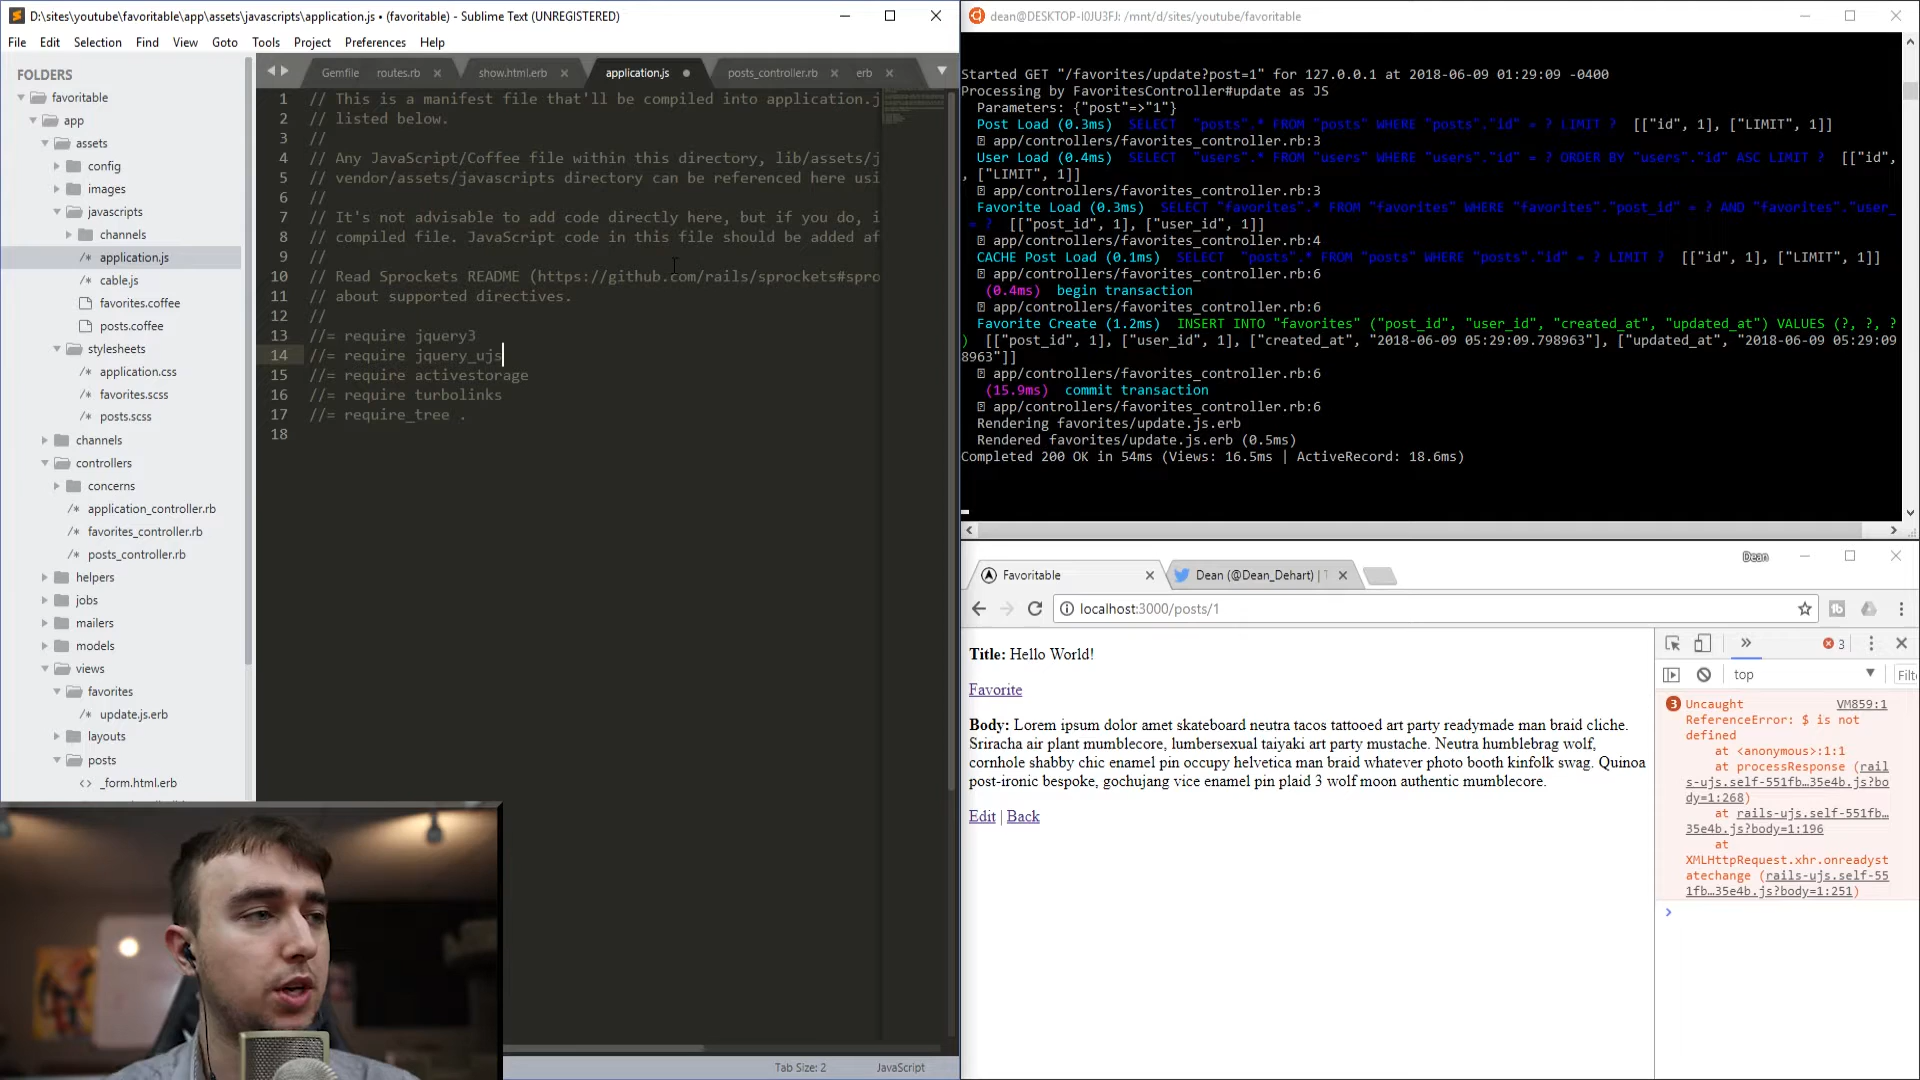 D:\sites\youtube\favoritable\app\assets\javascripts\application.js • (favoritable) - Sublime Text (UNREGISTERED)
File Edit Selection Find View Goto Tools Project Preferences Help
FOLDERS
favoritable
app
assets
config
images
javascripts
channels
/* application.js
/* cable.js
favorites.coffee
posts.coffee
stylesheets
/* application.css
/* favorites.scss
/* posts.scss
channels
controllers
concerns
/* application_controller.rb
/* favorites_controller.rb
/* posts_controller.rb
helpers
jobs
mailers
models
views
favorites
/* update.js.erb
layouts
posts
<> _form.html.erb
Gemfile routes.rb show.html.erb application.js posts_controller.rb erb
1 // This is a manifest file that'll be compiled into application.j
2 // listed below.
3 //
4 // Any JavaScript/Coffee file within this directory, lib/assets/j
5 // vendor/assets/javascripts directory can be referenced here usi
6 //
7 // It's not advisable to add code directly here, but if you do, i
8 // compiled file. JavaScript code in this file should be added af
9 //
10 // Read Sprockets README (https://github.com/rails/sprockets#spro
11 // about supported directives.
12 //
13 //= require jquery3
14 //= require jquery_ujs
15 //= require activestorage
16 //= require turbolinks
17 //= require_tree .
18
Tab Size: 2 JavaScript
dean@DESKTOP-I0JU3FJ: /mnt/d/sites/youtube/favoritable
Started GET "/favorites/update?post=1" for 127.0.0.1 at 2018-06-09 01:29:09 -0400
Processing by FavoritesController#update as JS
Parameters: {"post"=>"1"}
Post Load (0.3ms) SELECT "posts".* FROM "posts" WHERE "posts"."id" = ? LIMIT ? [["id", 1], ["LIMIT", 1]]
app/controllers/favorites_controller.rb:3
User Load (0.4ms) SELECT "users".* FROM "users" WHERE "users"."id" = ? ORDER BY "users"."id" ASC LIMIT ? [["id",
, ["LIMIT", 1]]
app/controllers/favorites_controller.rb:3
Favorite Load (0.3ms) SELECT "favorites".* FROM "favorites" WHERE "favorites"."post_id" = ? AND "favorites"."user_
= ? [["post_id", 1], ["user_id", 1]]
app/controllers/favorites_controller.rb:4
CACHE Post Load (0.1ms) SELECT "posts".* FROM "posts" WHERE "posts"."id" = ? LIMIT ? [["id", 1], ["LIMIT", 1]]
app/controllers/favorites_controller.rb:6
(0.4ms) begin transaction
app/controllers/favorites_controller.rb:6
Favorite Create (1.2ms) INSERT INTO "favorites" ("post_id", "user_id", "created_at", "updated_at") VALUES (?, ?, ?
) [["post_id", 1], ["user_id", 1], ["created_at", "2018-06-09 05:29:09.798963"], ["updated_at", "2018-06-09 05:29:09
8963"]]
app/controllers/favorites_controller.rb:6
(15.9ms) commit transaction
app/controllers/favorites_controller.rb:6
Rendering favorites/update.js.erb
Rendered favorites/update.js.erb (0.5ms)
Completed 200 OK in 54ms (Views: 16.5ms | ActiveRecord: 18.6ms)
Dean
Favoritable Dean (@Dean_Dehart) | T
localhost:3000/posts/1
Title: Hello World!
Favorite
Body: Lorem ipsum dolor amet skateboard neutra tacos tattooed art party readymade man braid cliche.
Sriracha air plant mumblecore, lumbersexual taiyaki art party mustache. Neutra humblebrag wolf,
cornhole shabby chic enamel pin occupy helvetica man braid whatever photo booth kinfolk swag. Quinoa
post-ironic bespoke, gochujang vice enamel pin plaid 3 wolf moon authentic mumblecore.
Edit | Back
3
top Filt
3 Uncaught VM859:1
ReferenceError: $ is not
defined
at <anonymous>:1:1
at processResponse (rail
s-ujs.self-551fb…35e4b.js?bo
dy=1:268)
at rails-ujs.self-551fb…
35e4b.js?body=1:196
at
XMLHttpRequest.xhr.onreadyst
atechange (rails-ujs.self-55
1fb…35e4b.js?body=1:251)